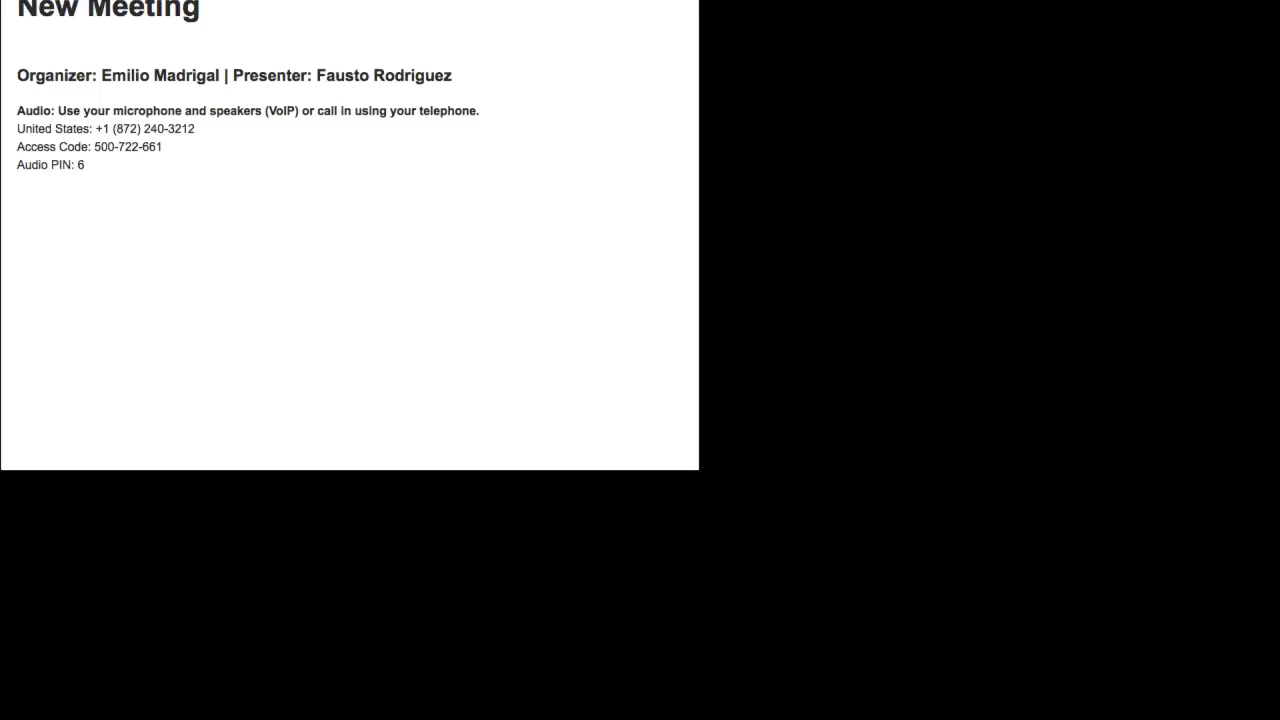 New Meeting
Organizer: Emilio Madrigal | Presenter: Fausto Rodriguez
Audio: Use your microphone and speakers (VoIP) or call in using your telephone.
United States: +1 (872) 240-3212
Access Code: 500-722-661
Audio PIN: 6